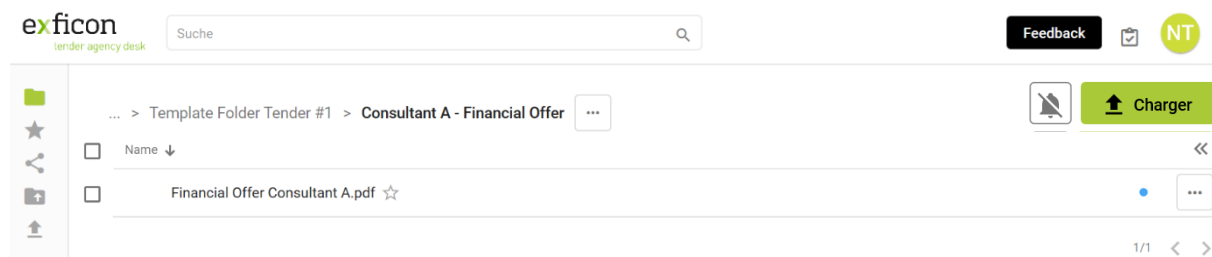 exficon
tender agency desk
Suche
Feedback
NT
... > Template Folder Tender #1 > Consultant A - Financial Offer ...
Charger
Name
Financial Offer Consultant A.pdf
...
1/1